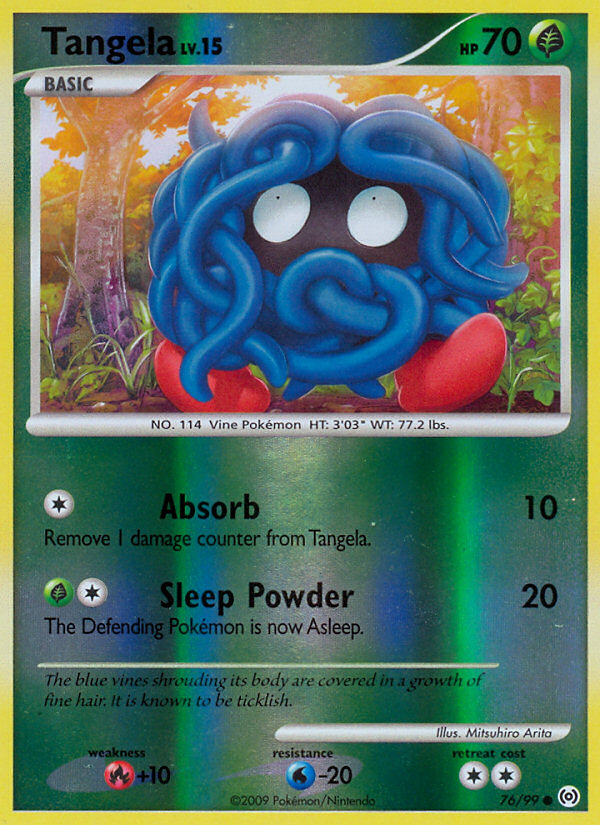 Tangela LV.15 HP 70
BASIC
NO. 114 Vine Pokémon HT: 3'03" WT: 77.2 lbs.
Absorb 10
Remove 1 damage counter from Tangela.
Sleep Powder 20
The Defending Pokémon is now Asleep.
The blue vines shrouding its body are covered in a growth of
fine hair. It is known to be ticklish.
Illus. Mitsuhiro Arita
weakness resistance retreat cost
+10 -20
©2009 Pokémon/Nintendo 76/99